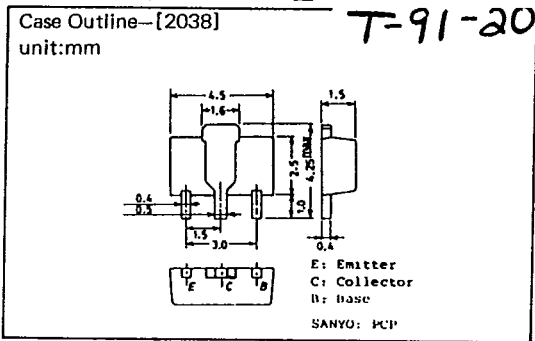 Case Outline—[2038]
T-91-20
unit:mm
4.5
1.6
1.5
2.5
4.25max
1.0
0.4
0.5
1.5
3.0
0.4
E C B
E: Emitter
C: Collector
B: Base
SANYO: PCP